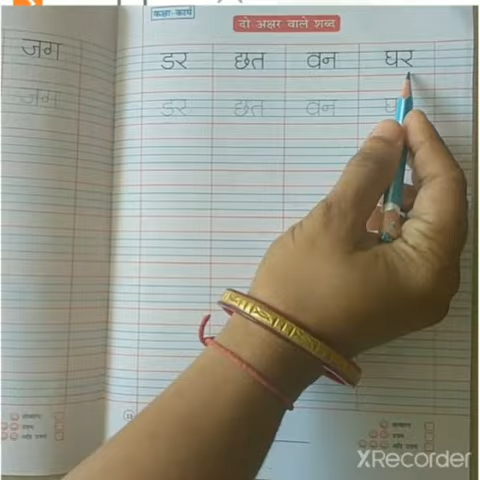 कक्षा-कार्य
दो अक्षर वाले शब्द
जग डर छत वन घर
जग डर छत वन घ
XRecorder